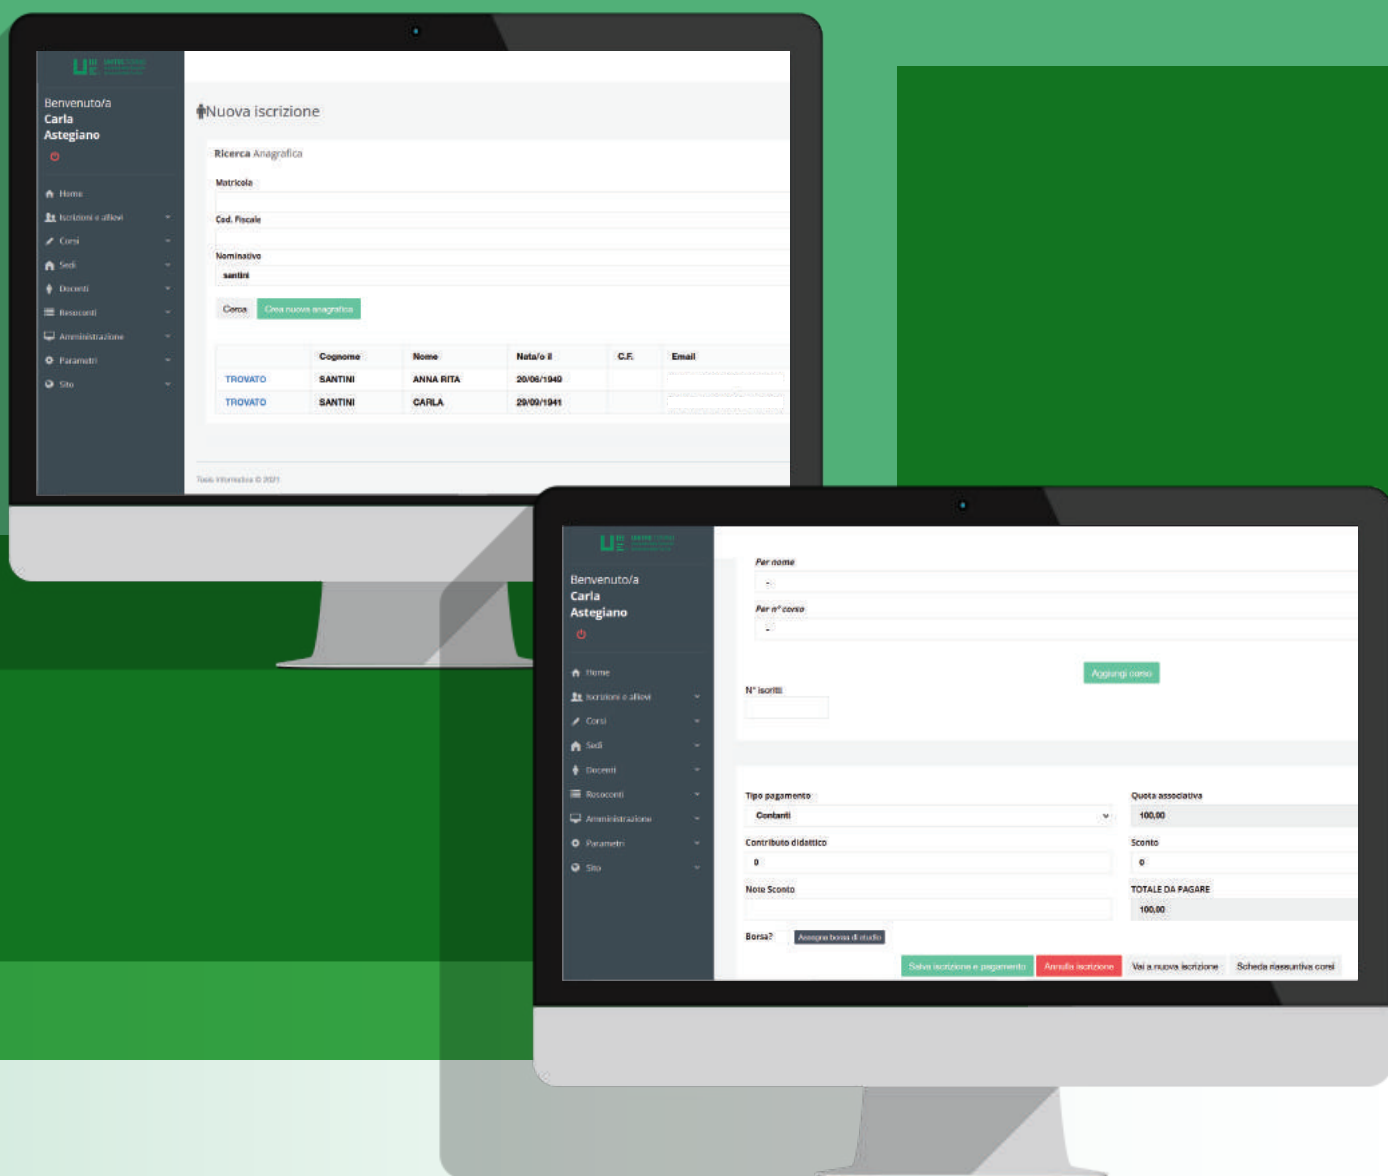 Benvenuto/a
Carla
Astegiano
Home
Iscrizioni e allievi
Corsi
Sedi
Docenti
Resoconti
Amministrazione
Parametri
Sito
Nuova iscrizione
Ricerca Anagrafica
Matricola
Cod. Fiscale
Nominativo
santini
Cerca Crea nuova anagrafica
Cognome Nome Nata/o il C.F. Email
TROVATO SANTINI ANNA RITA 20/06/1949
TROVATO SANTINI CARLA 29/09/1941
Informatica © 2021
Benvenuto/a
Carla
Astegiano
Home
Iscrizioni e allievi
Corsi
Sedi
Docenti
Resoconti
Amministrazione
Parametri
Sito
Per nome
-
Per n° corso
-
Aggiungi corso
N° iscritti
Tipo pagamento Quota associativa
Contanti 100,00
Contributo didattico Sconto
0 0
Note Sconto TOTALE DA PAGARE
100,00
Borsa? Assegna borsa di studio
Salva iscrizione e pagamento Annulla iscrizione Vai a nuova iscrizione Scheda riassuntiva corsi